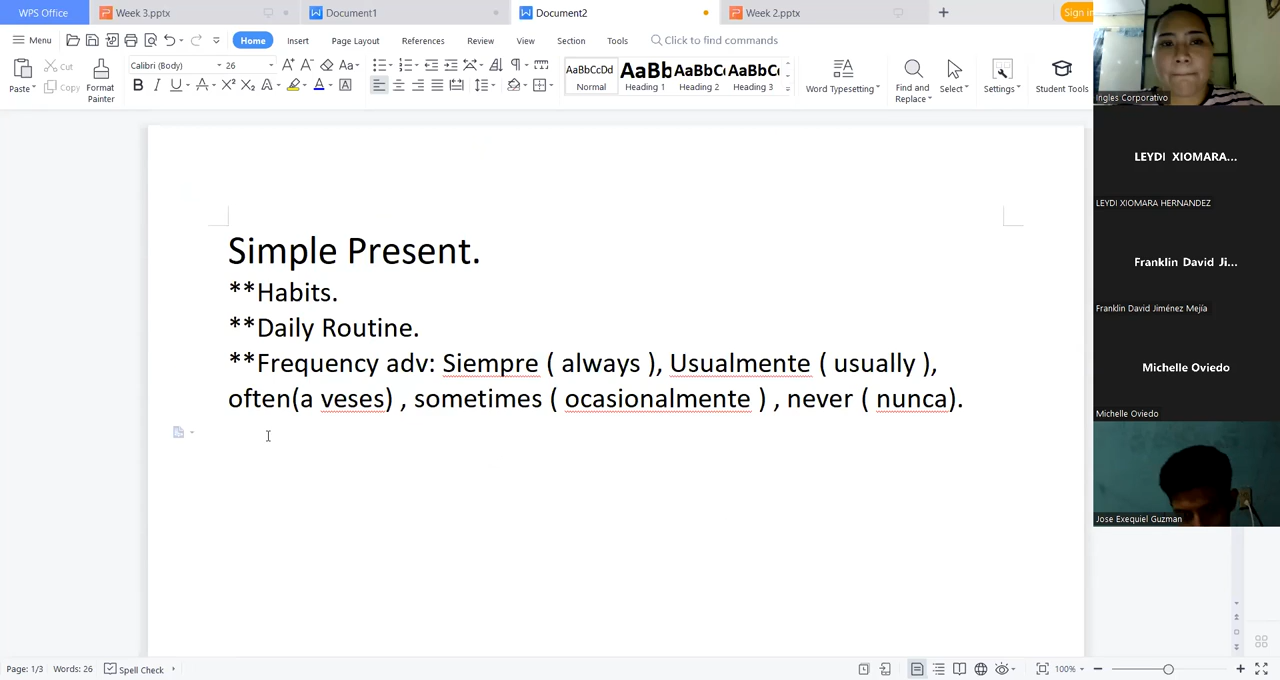 WPS Office Week 3.pptx Document1 Document2 Week 2.pptx Sign in
Menu Home Insert Page Layout References Review View Section Tools Click to find commands
Paste Cut Copy Format Painter Calibri (Body) 26 AaBbCcDd Normal AaBb Heading 1 AaBbCc Heading 2 AaBbCc Heading 3 Word Typesetting Find and Replace Select Settings Student Tools
Ingles Corporativo
LEYDI XIOMARA...
LEYDI XIOMARA HERNANDEZ
Simple Present.
**Habits.
**Daily Routine.
**Frequency adv: Siempre ( always ), Usualmente ( usually ),
often(a veses) , sometimes ( ocasionalmente ) , never ( nunca).
Franklin David Ji...
Franklin David Jiménez Mejía
Michelle Oviedo
Michelle Oviedo
Jose Exequiel Guzman
Page: 1/3 Words: 26 Spell Check 100%